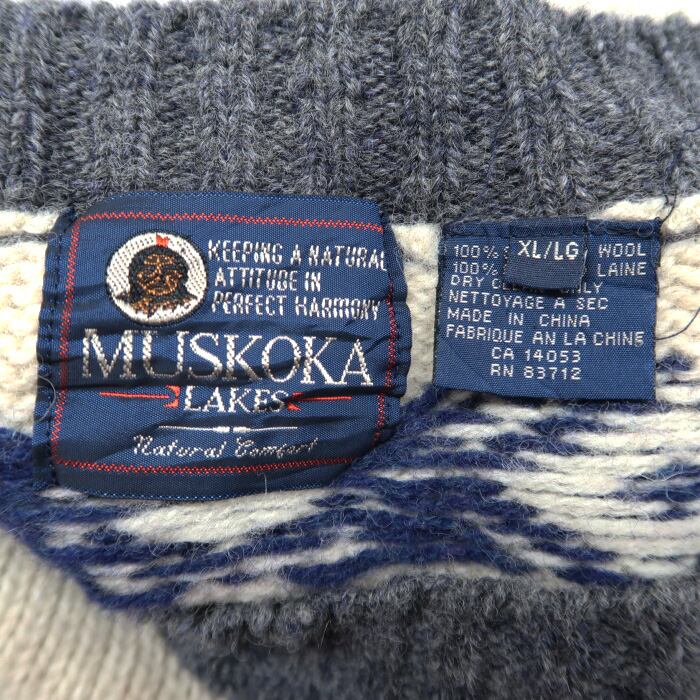 KEEPING A NATURAL
ATTITUDE IN
PERFECT HARMONY
MUSKOKA
LAKES
Natural Comfort
XL/LG
100% WOOL
100% LAINE
DRY ONLY
NETTOYAGE A SEC
MADE IN CHINA
FABRIQUE AN LA CHINE
CA 14053
RN 83712